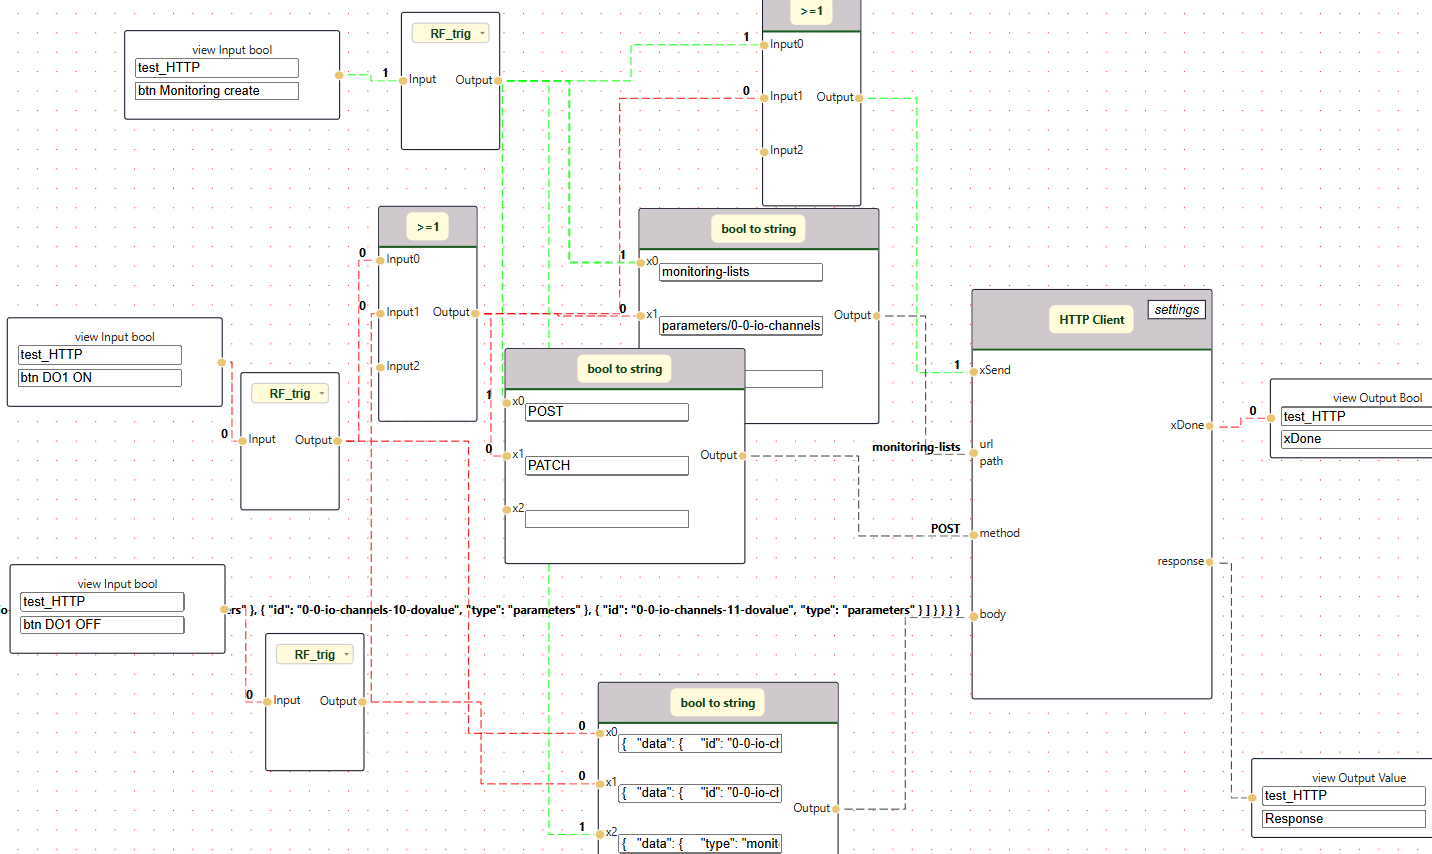 view Input bool
test_HTTP
btn Monitoring create
1
RF_trig
Input
Output
>=1
1
Input0
0
Input1
Output
Input2
>=1
0
Input0
0
Input1
Output
Input2
bool to string
1
x0
monitoring-lists
0
x1
parameters/0-0-io-channels
Output
view Input bool
test_HTTP
btn DO1 ON
0
RF_trig
Input
Output
bool to string
1
x0
POST
0
x1
PATCH
Output
x2
HTTP Client
settings
1
xSend
xDone
monitoring-lists
url
path
POST
method
response
body
0
view Output Bool
test_HTTP
xDone
view Input bool
test_HTTP
btn DO1 OFF
rs" }, { "id": "0-0-io-channels-10-dovalue", "type": "parameters" }, { "id": "0-0-io-channels-11-dovalue", "type": "parameters" } ] } } } }
0
RF_trig
Input
Output
bool to string
0
x0
{ "data": { "id": "0-0-io-ch
0
x1
{ "data": { "id": "0-0-io-ch
Output
1
x2
{ "data": { "type": "monit
view Output Value
test_HTTP
Response